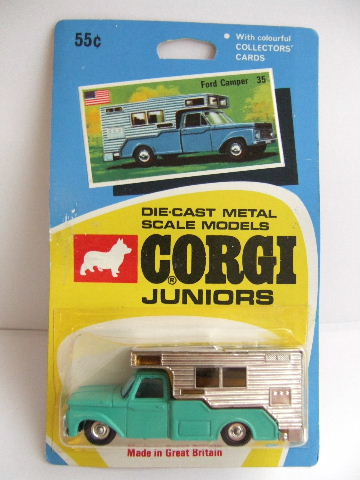 55¢
• With colourful
COLLECTORS'
CARDS
Ford Camper 35
DIE-CAST METAL
SCALE MODELS
CORGI®
JUNIORS
Made in Great Britain